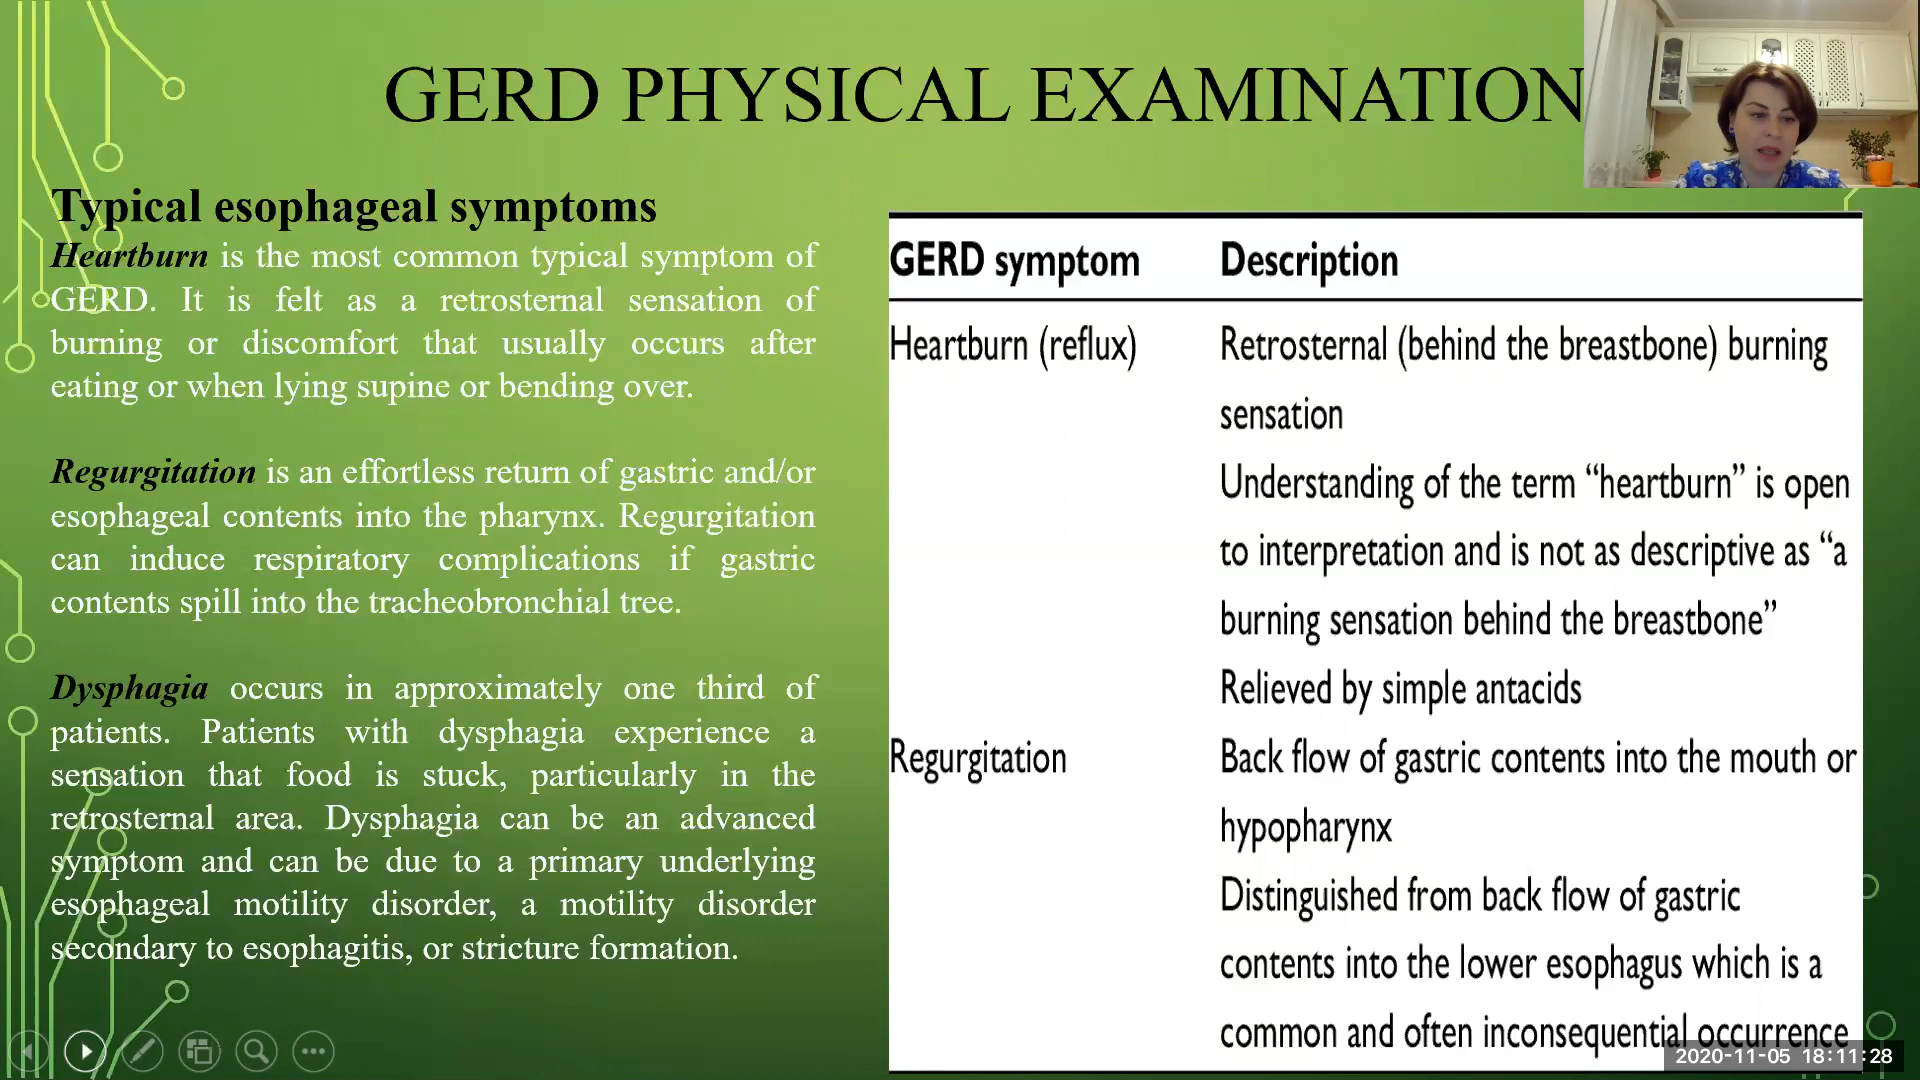 GERD PHYSICAL EXAMINATION
Typical esophageal symptoms
Heartburn is the most common typical symptom of
GERD. It is felt as a retrosternal sensation of
burning or discomfort that usually occurs after
eating or when lying supine or bending over.
Regurgitation is an effortless return of gastric and/or
esophageal contents into the pharynx. Regurgitation
can induce respiratory complications if gastric
contents spill into the tracheobronchial tree.
Dysphagia occurs in approximately one third of
patients. Patients with dysphagia experience a
sensation that food is stuck, particularly in the
retrosternal area. Dysphagia can be an advanced
symptom and can be due to a primary underlying
esophageal motility disorder, a motility disorder
secondary to esophagitis, or stricture formation.
GERD symptom Description
Heartburn (reflux) Retrosternal (behind the breastbone) burning
sensation
Understanding of the term “heartburn” is open
to interpretation and is not as descriptive as “a
burning sensation behind the breastbone”
Relieved by simple antacids
Regurgitation Back flow of gastric contents into the mouth or
hypopharynx
Distinguished from back flow of gastric
contents into the lower esophagus which is a
common and often inconsequential occurrence
2020-11-05 18:11:28